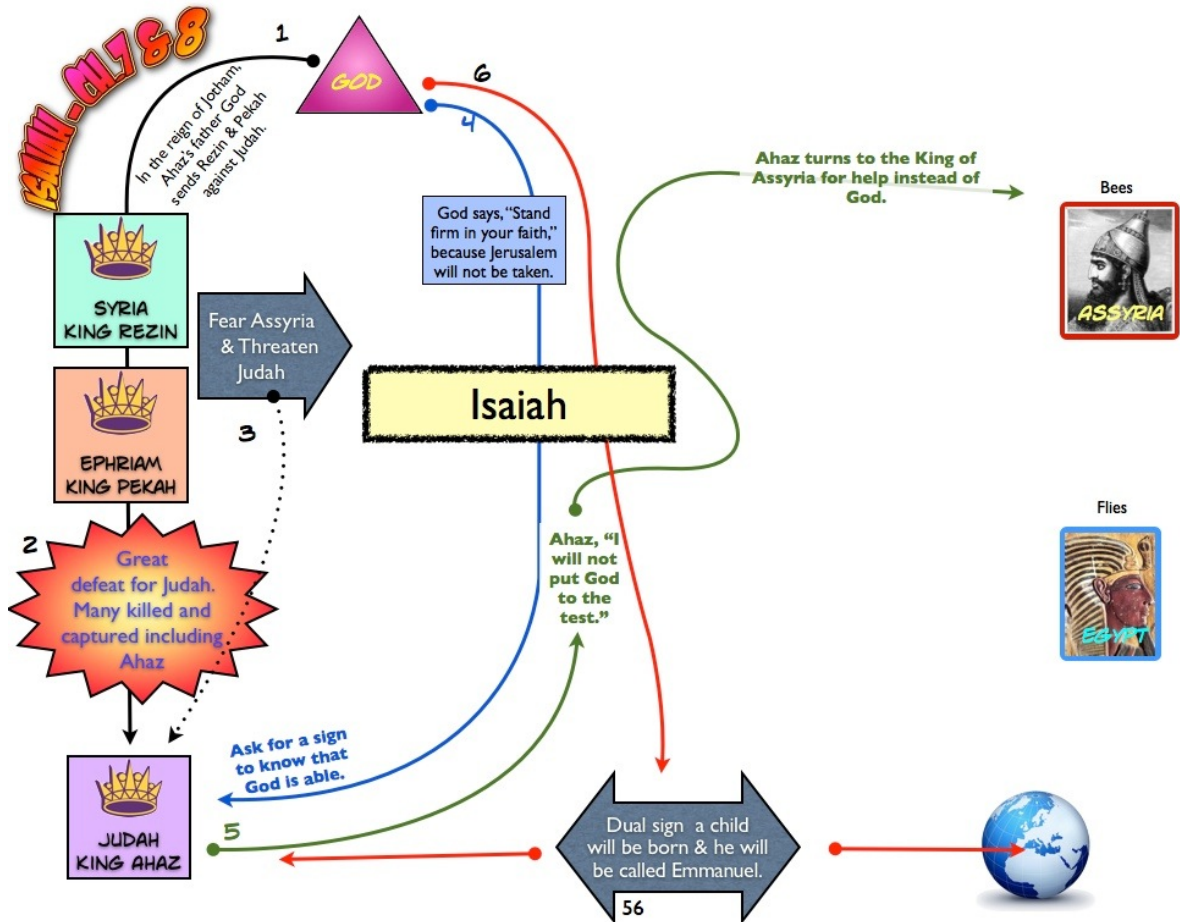 ISAIAH - CH. 7 & 8
1
In the reign of Jotham,
Ahaz's father God
sends Rezin & Pekah
against Judah.
GOD
6
4
God says, "Stand
firm in your faith,"
because Jerusalem
will not be taken.
Ahaz turns to the King of
Assyria for help instead of
God.
Bees
ASSYRIA
SYRIA
KING REZIN
Fear Assyria
& Threaten
Judah
Isaiah
3
EPHRIAM
KING PEKAH
2
Great
defeat for Judah.
Many killed and
captured including
Ahaz
Ahaz, "I
will not
put God
to the
test."
Flies
EGYPT
Ask for a sign
to know that
God is able.
JUDAH
KING AHAZ
5
Dual sign a child
will be born & he will
be called Emmanuel.
56